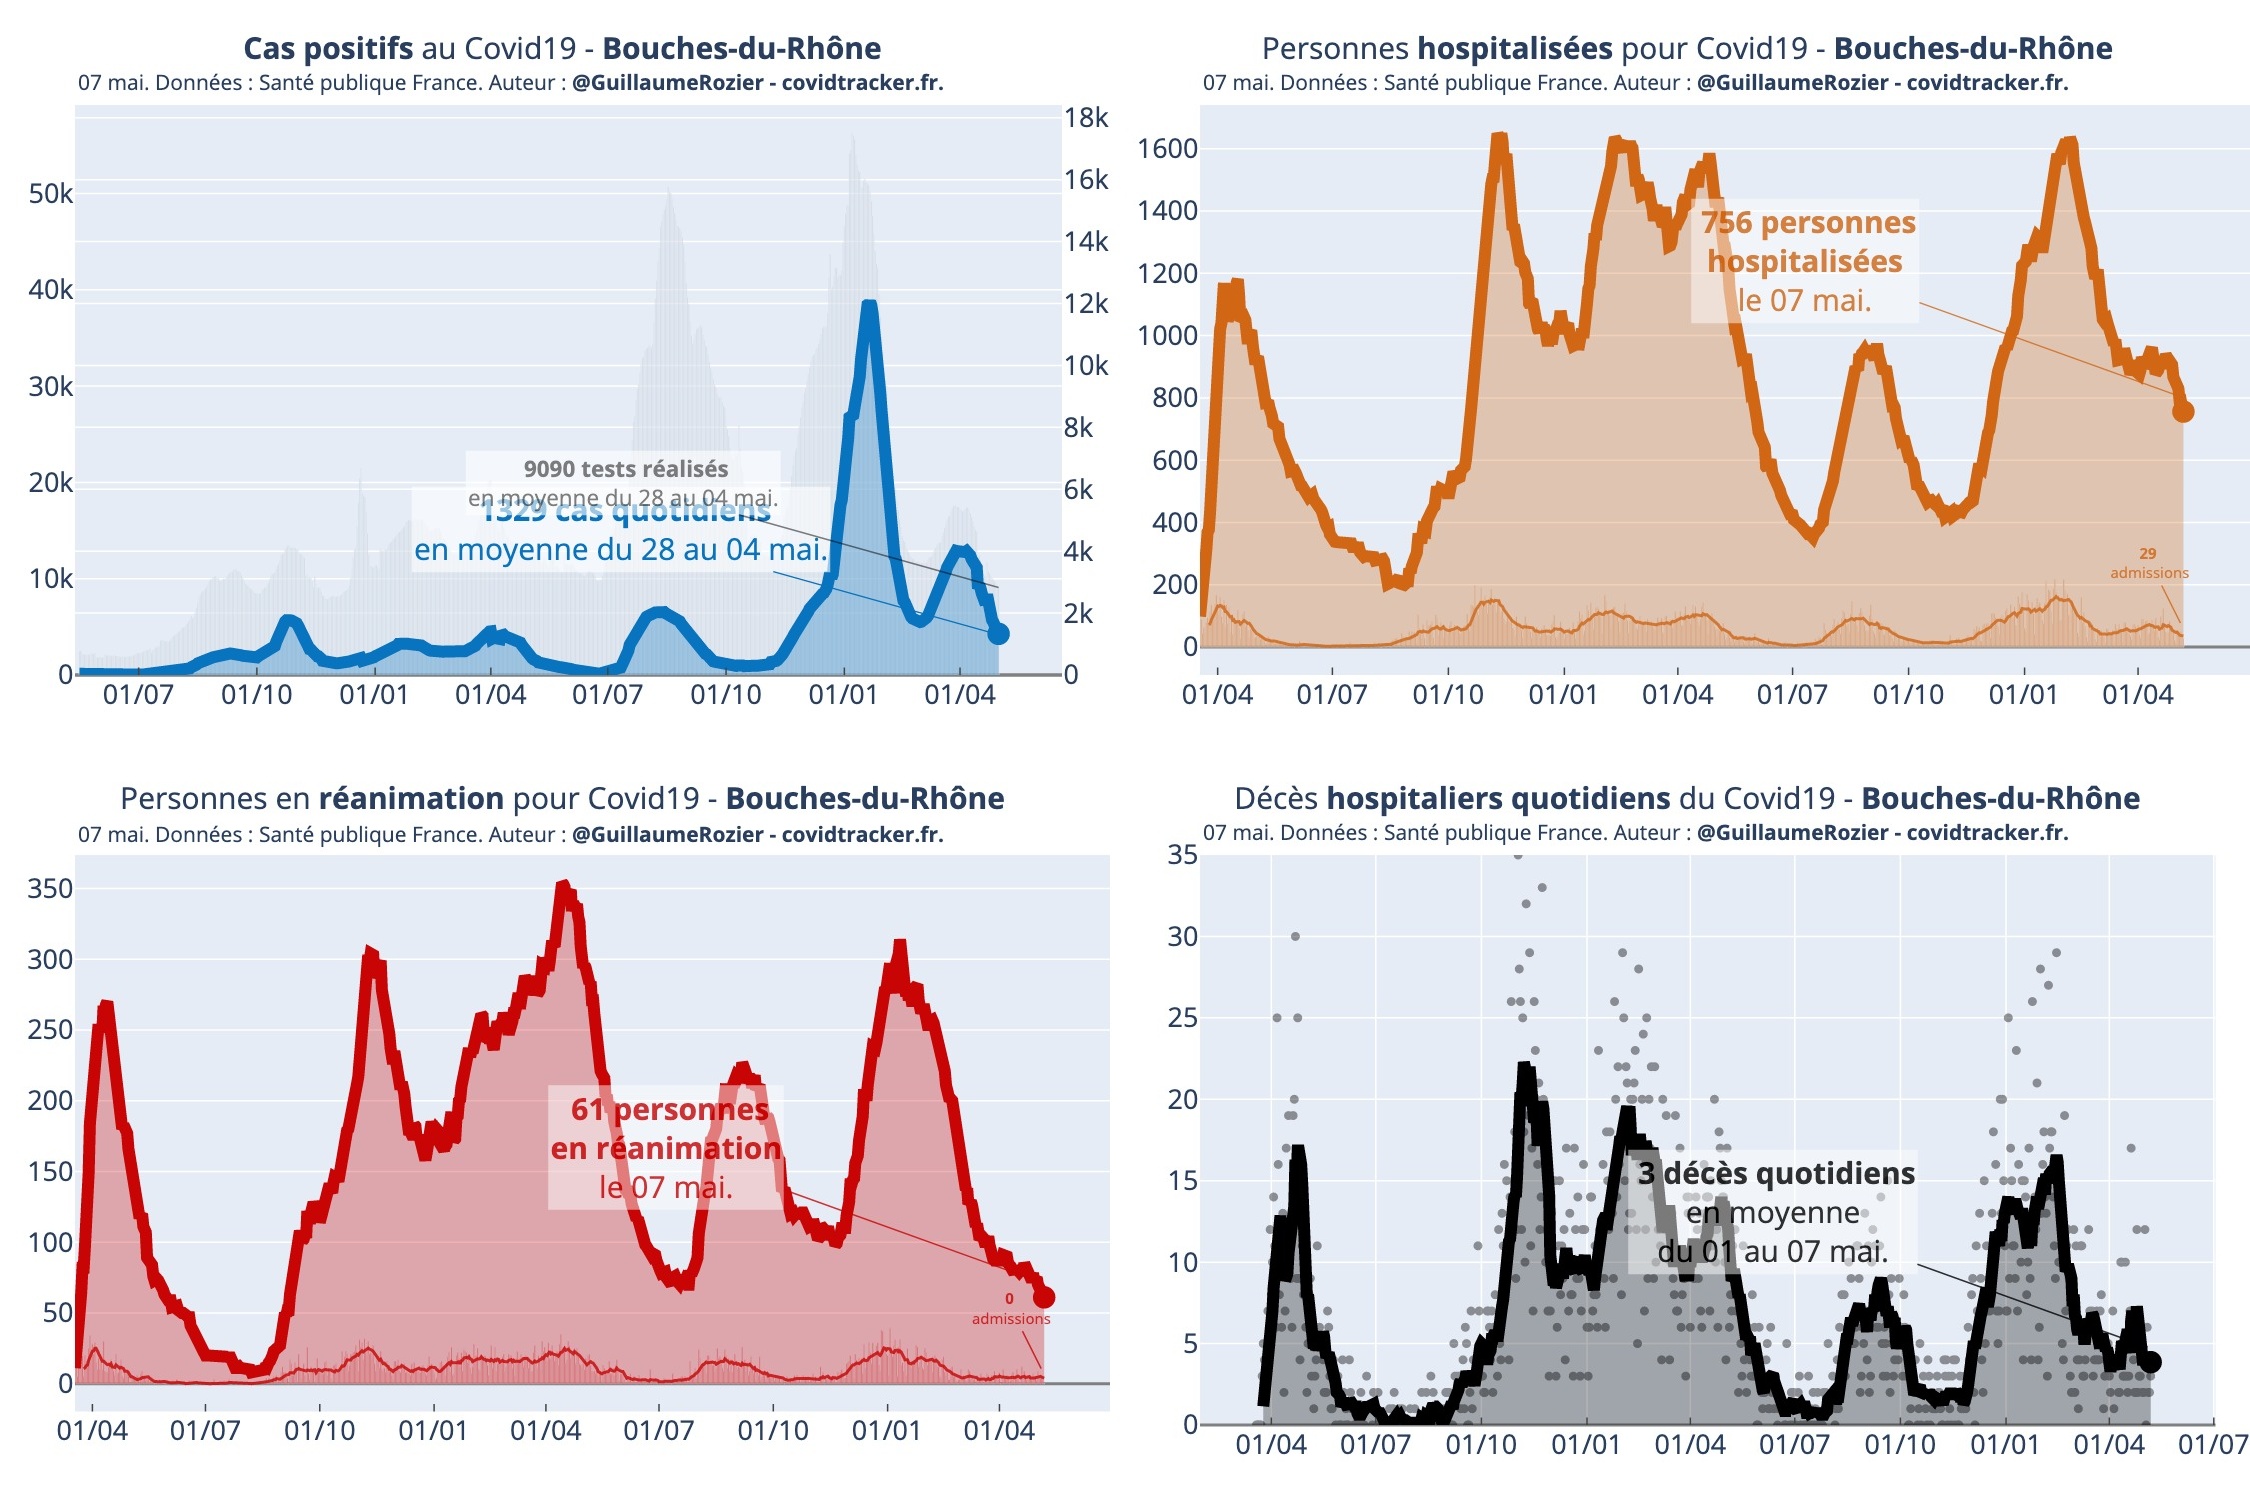 Cas positifs au Covid19 - Bouches-du-Rhône
07 mai. Données : Santé publique France. Auteur : @GuillaumeRozier - covidtracker.fr.
50k
40k
30k
20k
10k
0
18k
16k
14k
12k
10k
8k
6k
4k
2k
0
9090 tests réalisés
en moyenne du 28 au 04 mai.
1329 cas quotidiens
en moyenne du 28 au 04 mai.
01/07 01/10 01/01 01/04 01/07 01/10 01/01 01/04
Personnes hospitalisées pour Covid19 - Bouches-du-Rhône
07 mai. Données : Santé publique France. Auteur : @GuillaumeRozier - covidtracker.fr.
1600
1400
1200
1000
800
600
400
200
0
756 personnes
hospitalisées
le 07 mai.
29
admissions
01/04 01/07 01/10 01/01 01/04 01/07 01/10 01/01 01/04
Personnes en réanimation pour Covid19 - Bouches-du-Rhône
07 mai. Données : Santé publique France. Auteur : @GuillaumeRozier - covidtracker.fr.
350
300
250
200
150
100
50
0
61 personnes
en réanimation
le 07 mai.
0
admissions
01/04 01/07 01/10 01/01 01/04 01/07 01/10 01/01 01/04
Décès hospitaliers quotidiens du Covid19 - Bouches-du-Rhône
07 mai. Données : Santé publique France. Auteur : @GuillaumeRozier - covidtracker.fr.
35
30
25
20
15
10
5
0
3 décès quotidiens
en moyenne
du 01 au 07 mai.
01/04 01/07 01/10 01/01 01/04 01/07 01/10 01/01 01/04 01/07